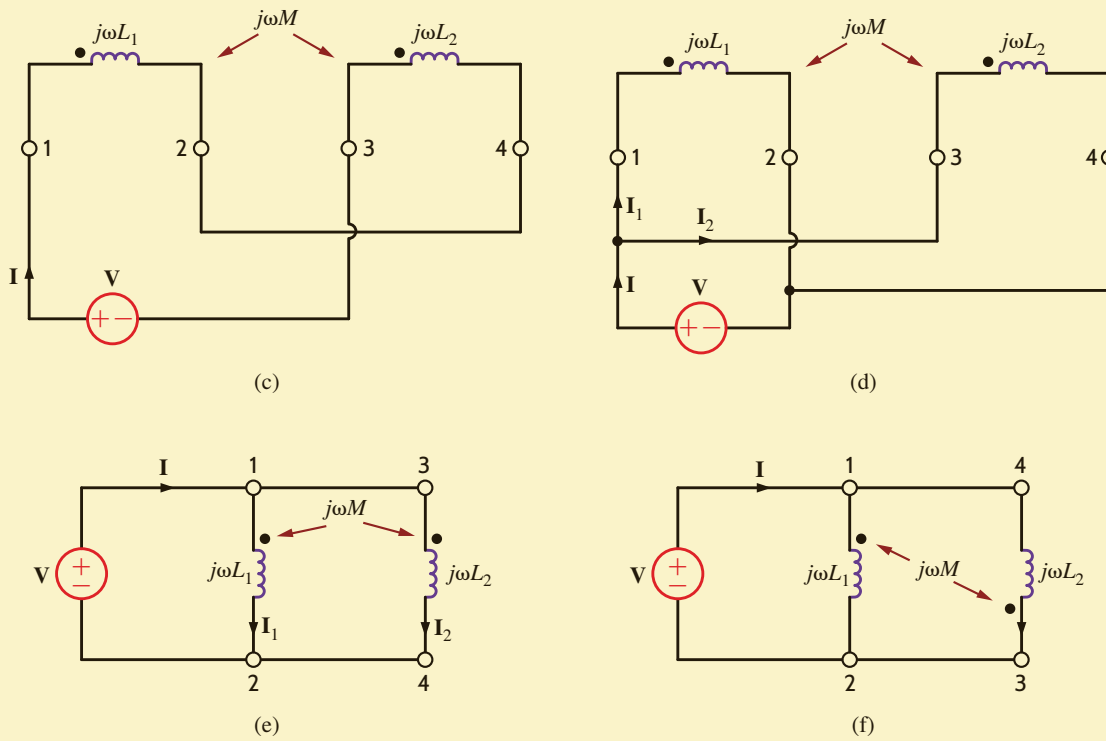 jωL₁ jωM jωL₂
1 2 3 4
I V + −
(c)
jωL₁ jωM jωL₂
1 2 3 4
I₁ I₂
I V + −
(d)
I 1 3
jωM
V + − jωL₁ jωL₂
I₁ I₂
2 4
(e)
I 1 4
V + − jωL₁ jωM jωL₂
2 3
(f)